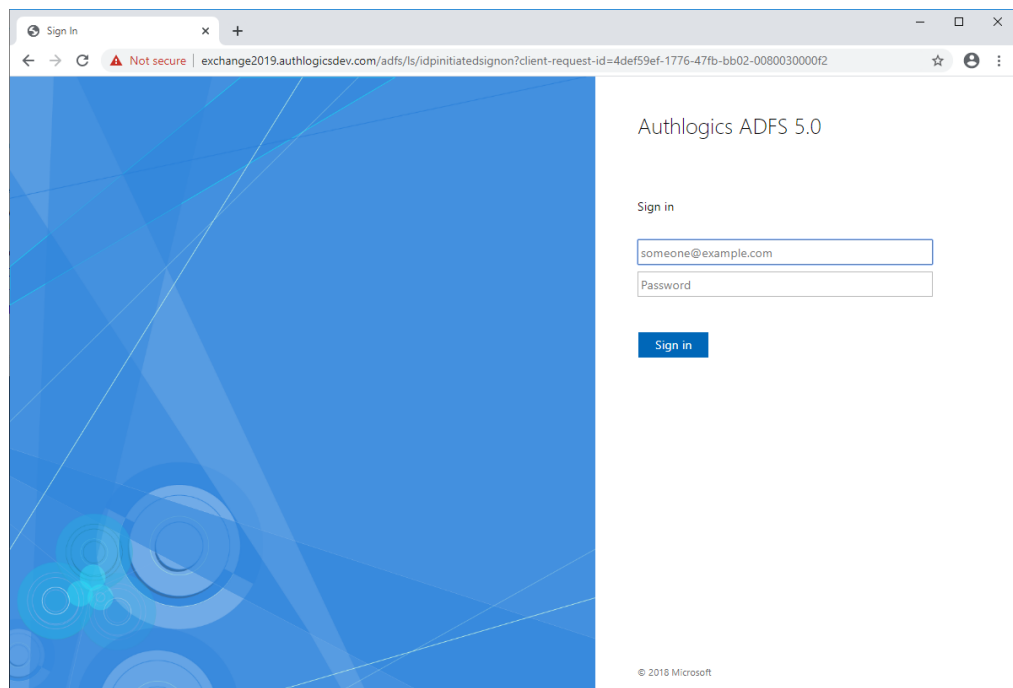 Sign In
Not secure
exchange2019.authlogicsdev.com/adfs/ls/idpinitiatedsignon?client-request-id=4def59ef-1776-47fb-bb02-0080030000f2
Authlogics ADFS 5.0
Sign in
someone@example.com
Password
Sign in
© 2018 Microsoft